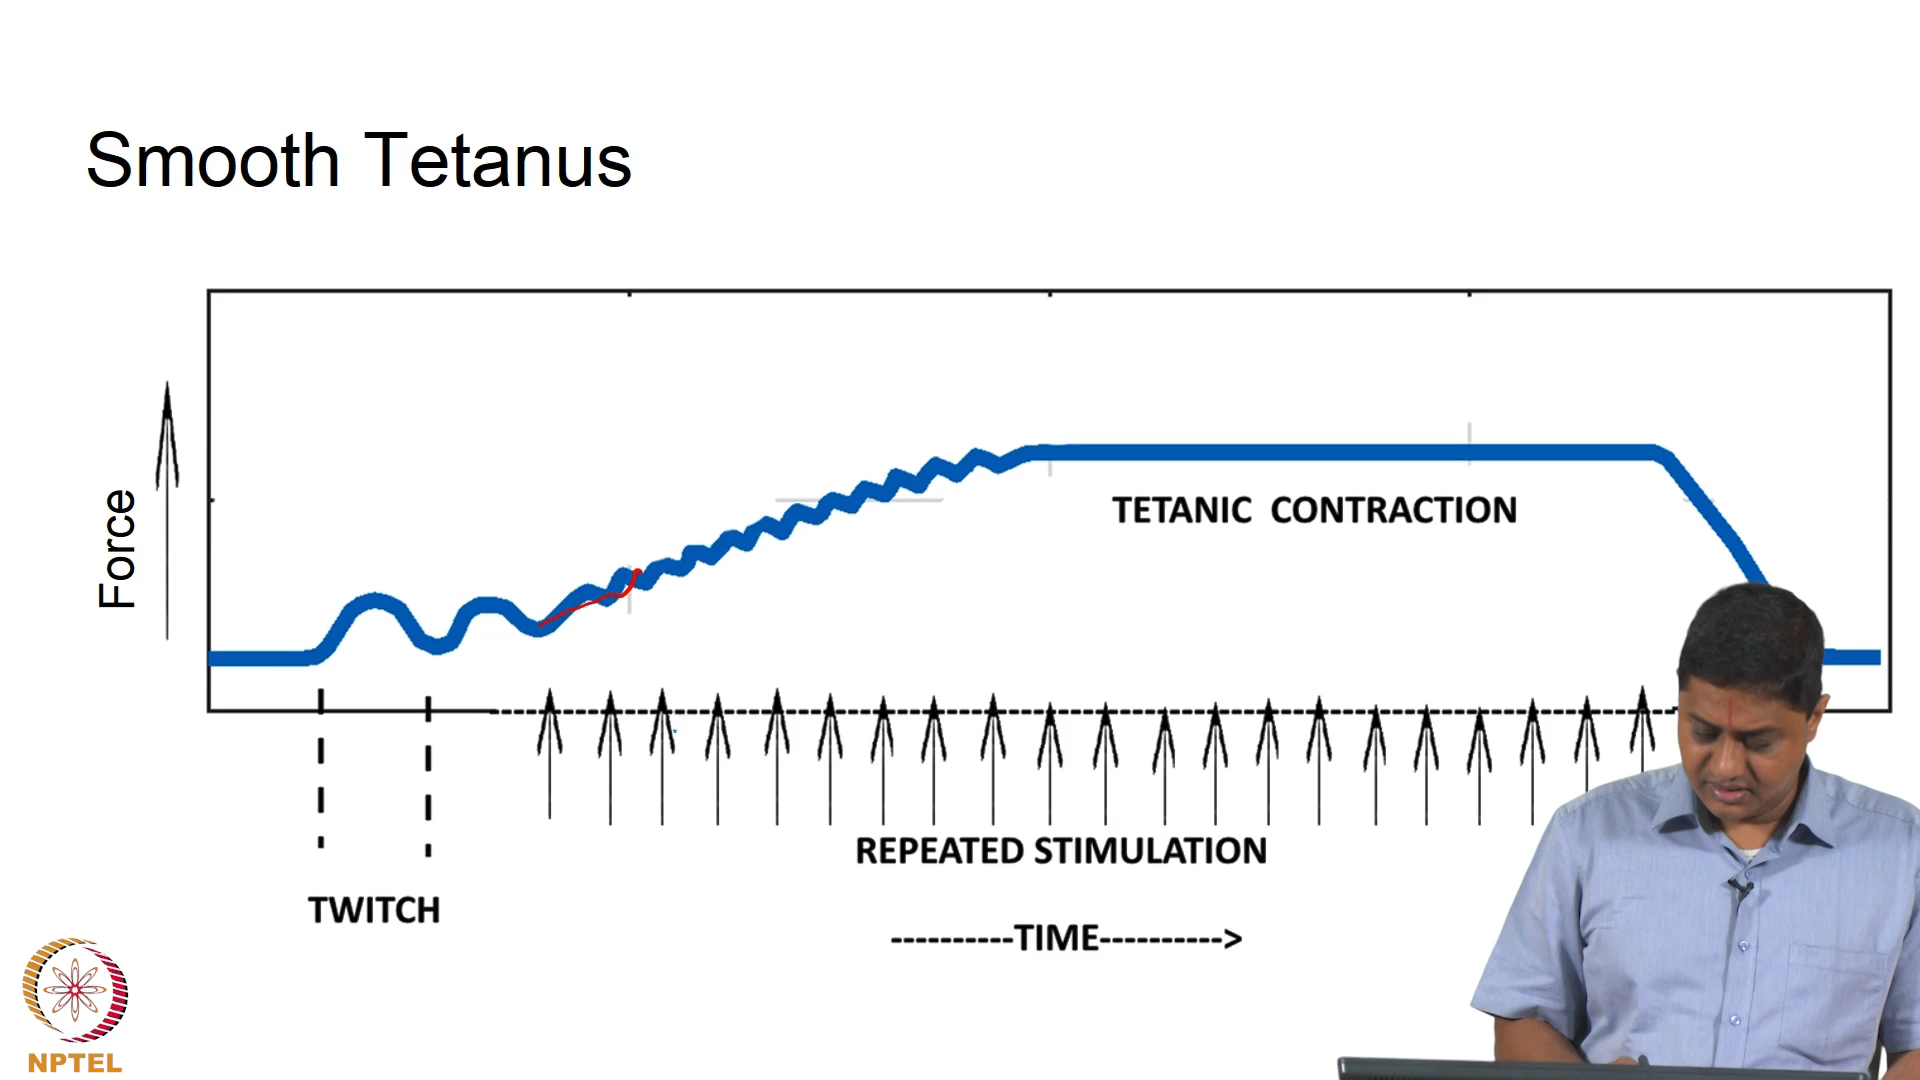 Smooth Tetanus
Force
TETANIC CONTRACTION
REPEATED STIMULATION
TWITCH
----------TIME---------->
NPTEL